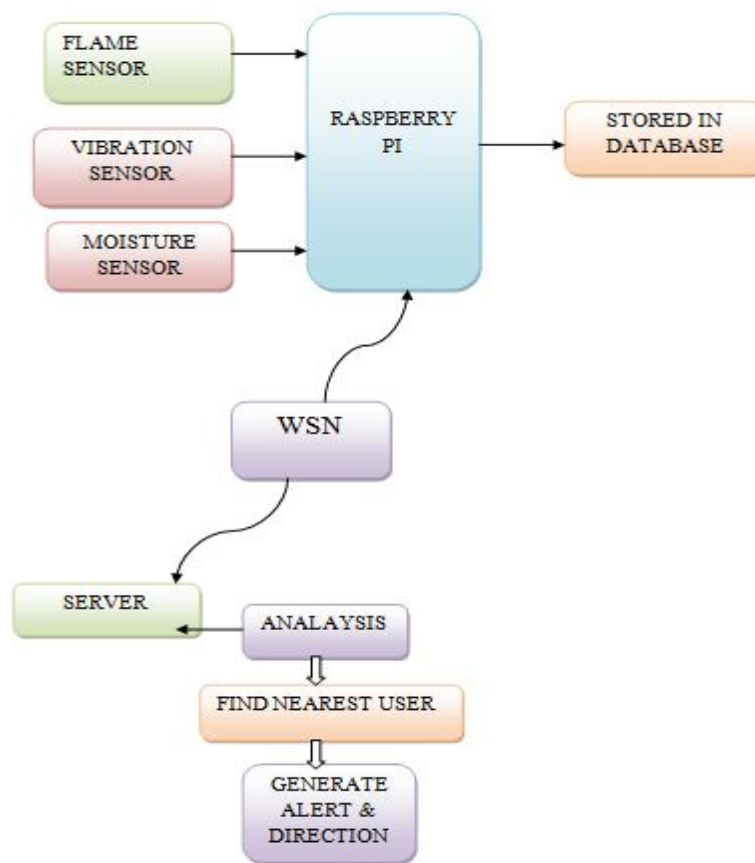 FLAME
SENSOR
VIBRATION
SENSOR
MOISTURE
SENSOR
RASPBERRY
PI
STORED IN
DATABASE
WSN
SERVER
ANALAYSIS
FIND NEAREST USER
GENERATE
ALERT &
DIRECTION